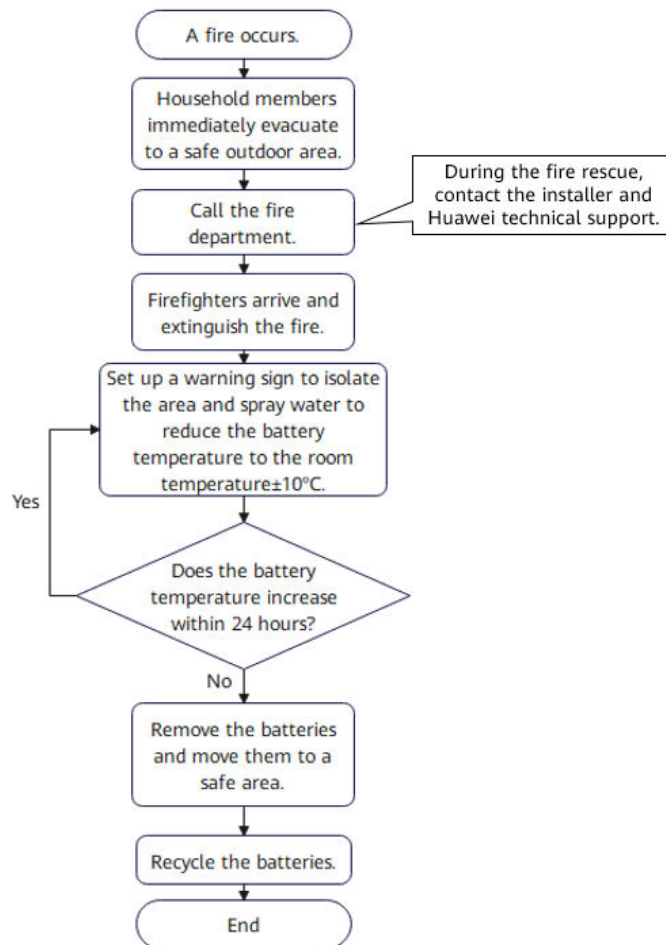 A fire occurs.
Household members
immediately evacuate
to a safe outdoor area.
Call the fire
department.
During the fire rescue,
contact the installer and
Huawei technical support.
Firefighters arrive and
extinguish the fire.
Set up a warning sign to isolate
the area and spray water to
reduce the battery
temperature to the room
temperature±10°C.
Yes
Does the battery
temperature increase
within 24 hours?
No
Remove the batteries
and move them to a
safe area.
Recycle the batteries.
End